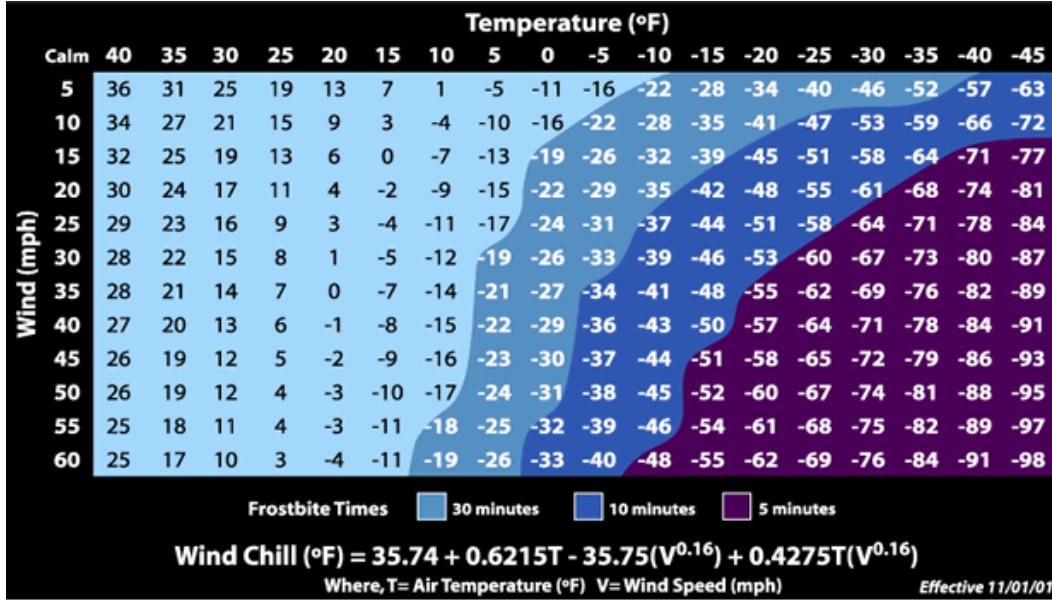 Temperature (ºF)
Calm 40 35 30 25 20 15 10 5 0 -5 -10 -15 -20 -25 -30 -35 -40 -45
Wind (mph)
5 36 31 25 19 13 7 1 -5 -11 -16 -22 -28 -34 -40 -46 -52 -57 -63
10 34 27 21 15 9 3 -4 -10 -16 -22 -28 -35 -41 -47 -53 -59 -66 -72
15 32 25 19 13 6 0 -7 -13 -19 -26 -32 -39 -45 -51 -58 -64 -71 -77
20 30 24 17 11 4 -2 -9 -15 -22 -29 -35 -42 -48 -55 -61 -68 -74 -81
25 29 23 16 9 3 -4 -11 -17 -24 -31 -37 -44 -51 -58 -64 -71 -78 -84
30 28 22 15 8 1 -5 -12 -19 -26 -33 -39 -46 -53 -60 -67 -73 -80 -87
35 28 21 14 7 0 -7 -14 -21 -27 -34 -41 -48 -55 -62 -69 -76 -82 -89
40 27 20 13 6 -1 -8 -15 -22 -29 -36 -43 -50 -57 -64 -71 -78 -84 -91
45 26 19 12 5 -2 -9 -16 -23 -30 -37 -44 -51 -58 -65 -72 -79 -86 -93
50 26 19 12 4 -3 -10 -17 -24 -31 -38 -45 -52 -60 -67 -74 -81 -88 -95
55 25 18 11 4 -3 -11 -18 -25 -32 -39 -46 -54 -61 -68 -75 -82 -89 -97
60 25 17 10 3 -4 -11 -19 -26 -33 -40 -48 -55 -62 -69 -76 -84 -91 -98
Frostbite Times 30 minutes 10 minutes 5 minutes
Wind Chill (ºF) = 35.74 + 0.6215T - 35.75(V^0.16) + 0.4275T(V^0.16)
Where, T= Air Temperature (ºF) V= Wind Speed (mph) Effective 11/01/01